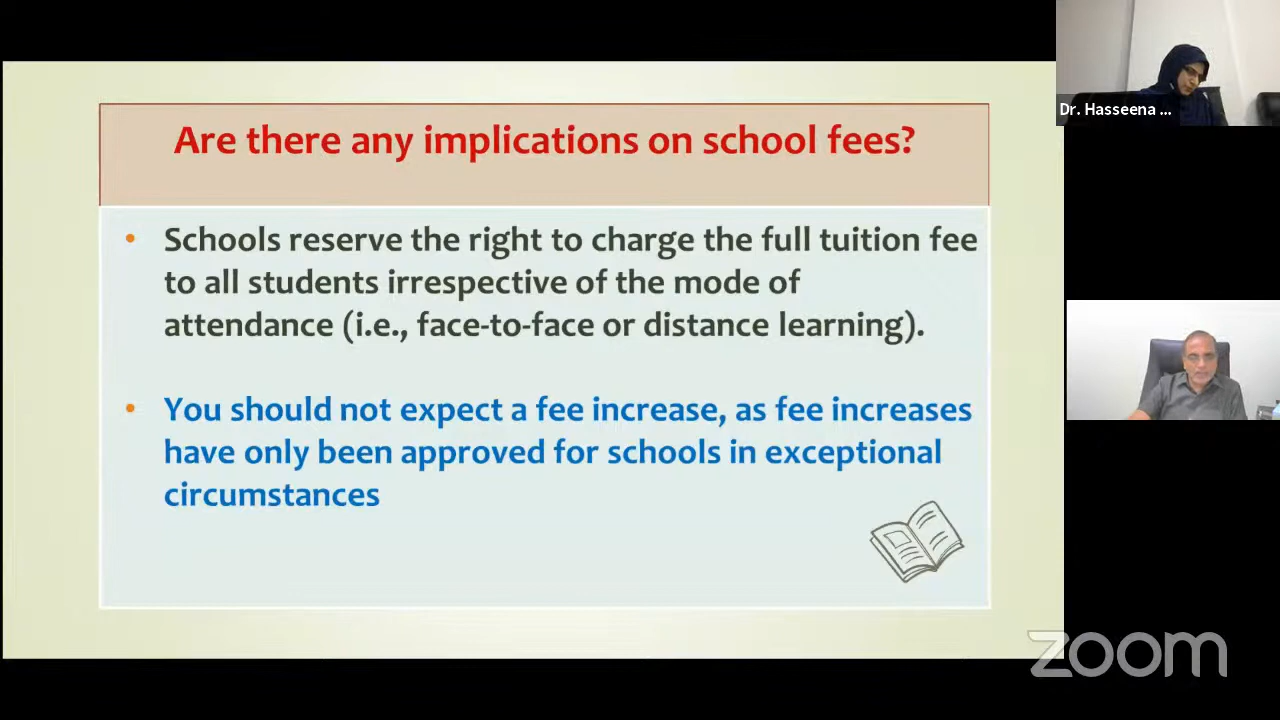 Are there any implications on school fees?
• Schools reserve the right to charge the full tuition fee
to all students irrespective of the mode of
attendance (i.e., face-to-face or distance learning).
• You should not expect a fee increase, as fee increases
have only been approved for schools in exceptional
circumstances
Dr. Hasseena ...
zoom